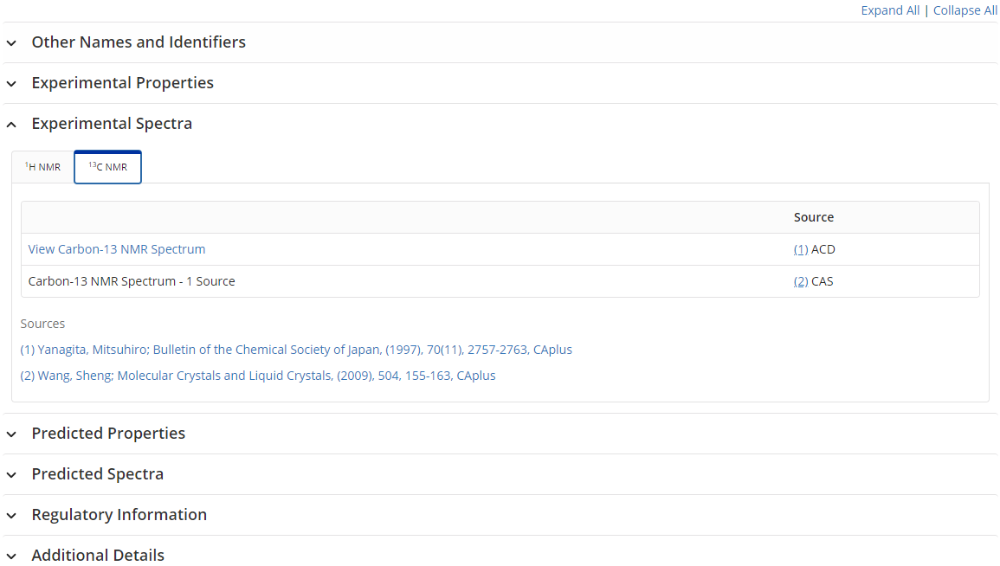 Expand All | Collapse All
Other Names and Identifiers
Experimental Properties
Experimental Spectra
¹H NMR ¹³C NMR
Source
View Carbon-13 NMR Spectrum (1) ACD
Carbon-13 NMR Spectrum - 1 Source (2) CAS
Sources
(1) Yanagita, Mitsuhiro; Bulletin of the Chemical Society of Japan, (1997), 70(11), 2757-2763, CAplus
(2) Wang, Sheng; Molecular Crystals and Liquid Crystals, (2009), 504, 155-163, CAplus
Predicted Properties
Predicted Spectra
Regulatory Information
Additional Details